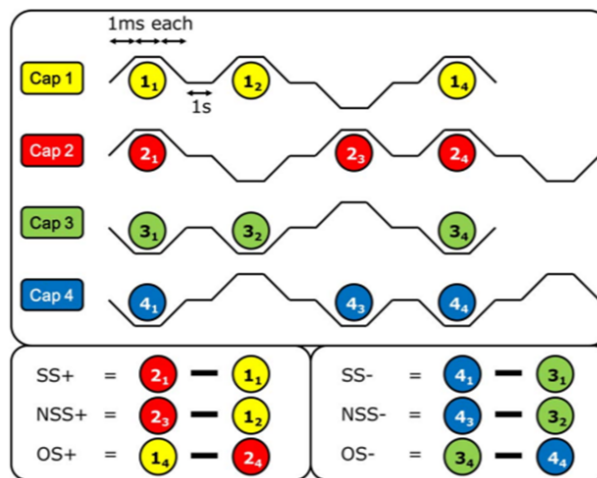 1ms each
Cap 1 1₁ 1₂ 1₄
1s
Cap 2 2₁ 2₃ 2₄
Cap 3 3₁ 3₂ 3₄
Cap 4 4₁ 4₃ 4₄
SS+ = 2₁ − 1₁
NSS+ = 2₃ − 1₂
OS+ = 1₄ − 2₄
SS- = 4₁ − 3₁
NSS- = 4₃ − 3₂
OS- = 3₄ − 4₄